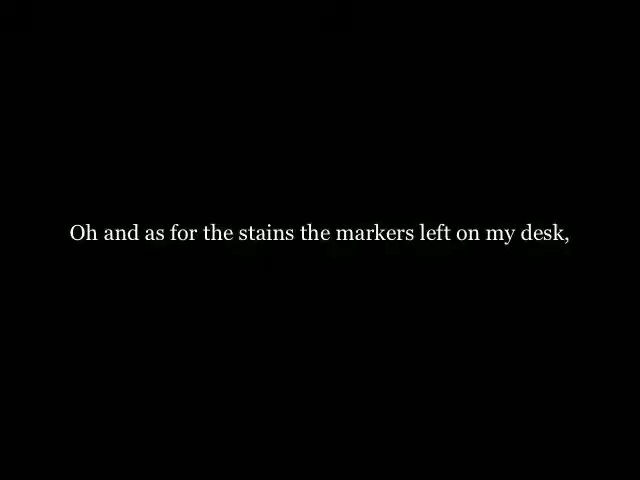 Oh and as for the stains the markers left on my desk,